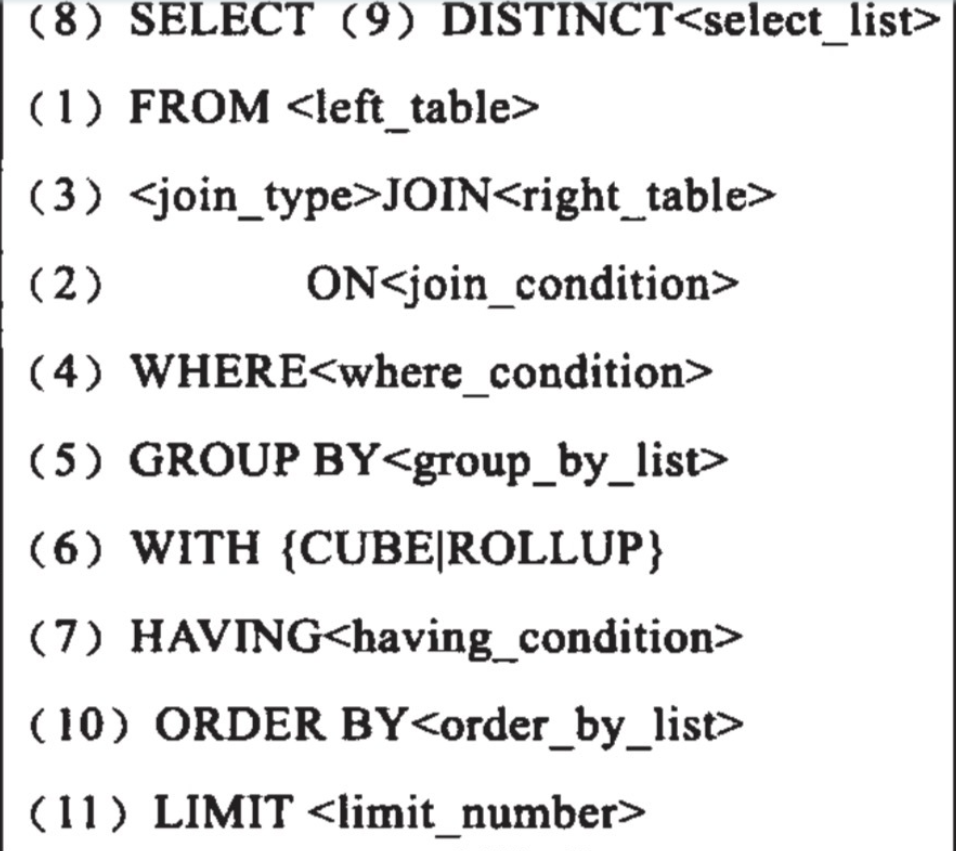 (8) SELECT (9) DISTINCT<select_list>
(1) FROM <left_table>
(3) <join_type>JOIN<right_table>
(2) ON<join_condition>
(4) WHERE<where_condition>
(5) GROUP BY<group_by_list>
(6) WITH {CUBE|ROLLUP}
(7) HAVING<having_condition>
(10) ORDER BY<order_by_list>
(11) LIMIT <limit_number>